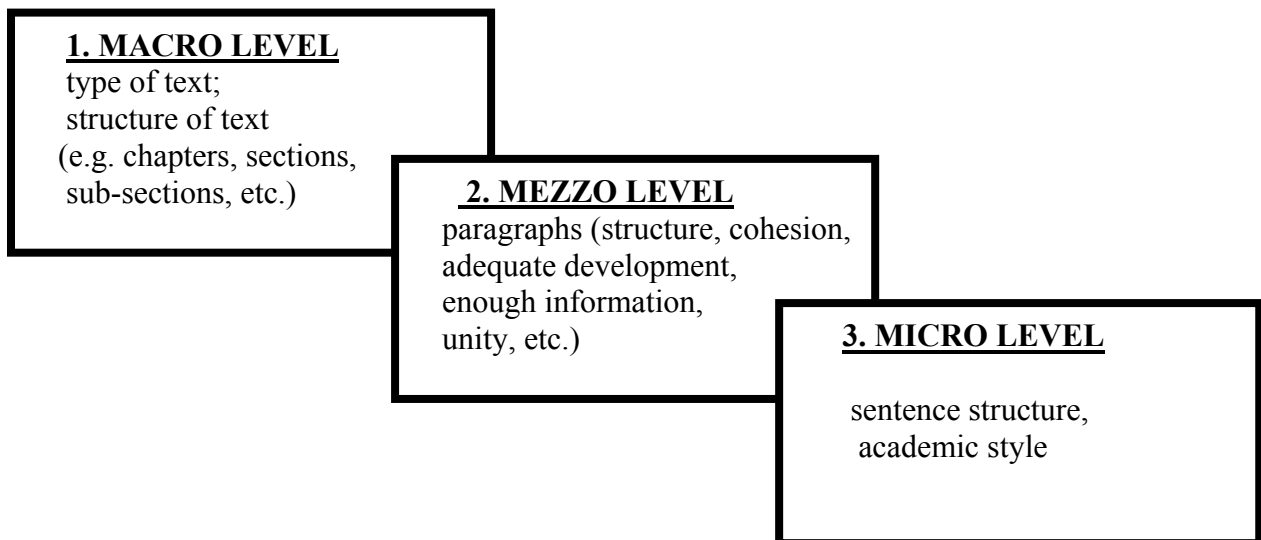 1. MACRO LEVEL
type of text;
structure of text
(e.g. chapters, sections,
sub-sections, etc.)
2. MEZZO LEVEL
paragraphs (structure, cohesion,
adequate development,
enough information,
unity, etc.)
3. MICRO LEVEL
sentence structure,
academic style